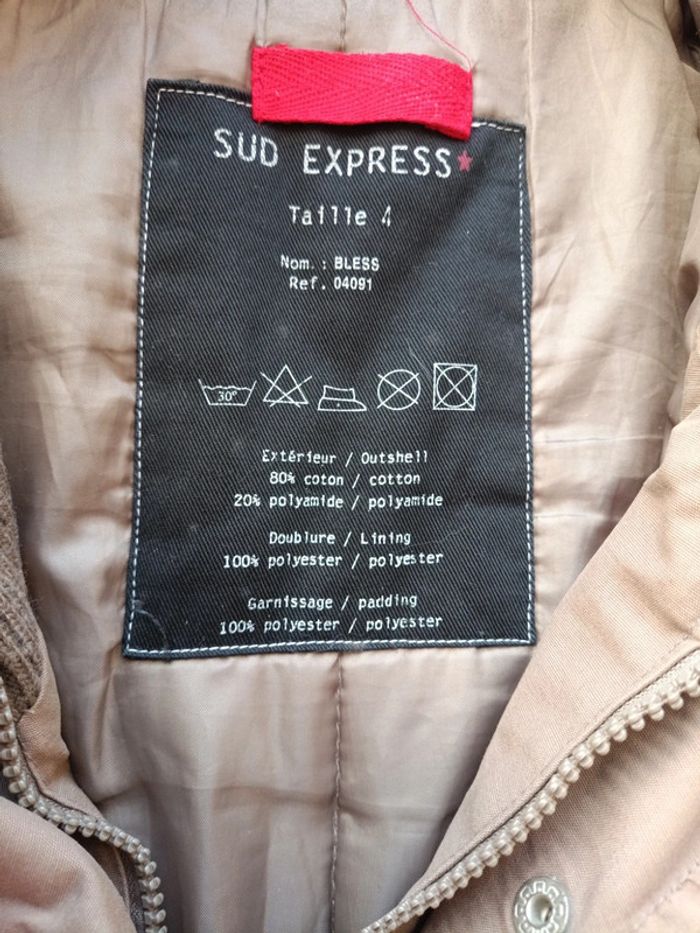 SUD EXPRESS★
Taille 4
Nom. : BLESS
Ref. 04091
30°
Extérieur / Outshell
80% coton / cotton
20% polyamide / polyamide
Doublure / Lining
100% polyester / polyester
Garnissage / padding
100% polyester / polyester